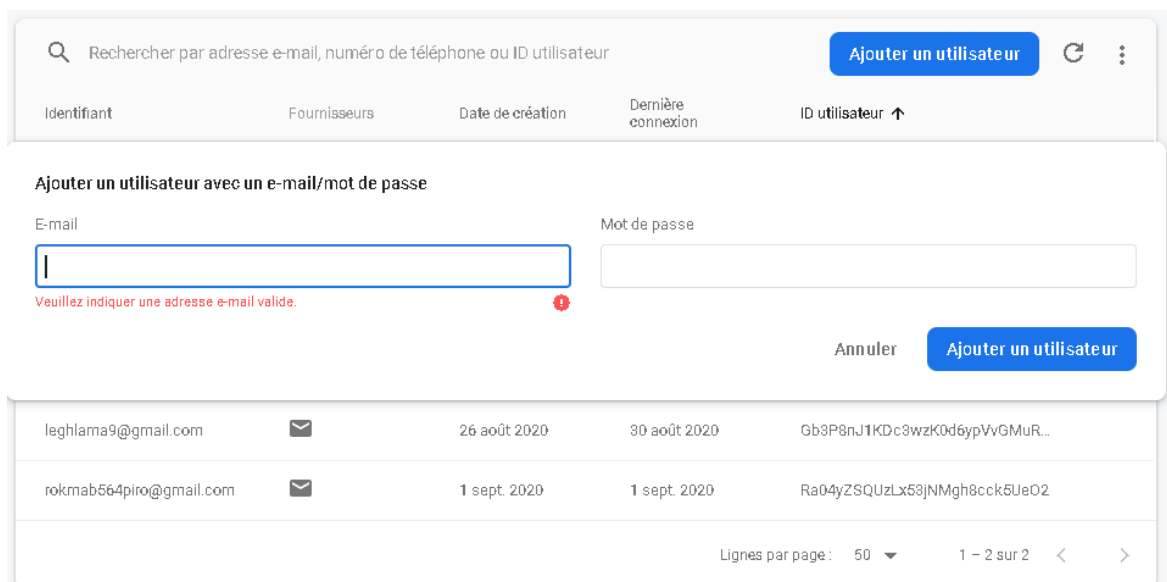 Rechercher par adresse e-mail, numéro de téléphone ou ID utilisateur
Ajouter un utilisateur
Identifiant Fournisseurs Date de création Dernière connexion ID utilisateur
Ajouter un utilisateur avec un e-mail/mot de passe
E-mail Mot de passe
Veuillez indiquer une adresse e-mail valide.
Annuler Ajouter un utilisateur
leghlama9@gmail.com 26 août 2020 30 août 2020 Gb3P8nJ1KDc3wzK0d6ypVvGMuR...
rokmab564piro@gmail.com 1 sept. 2020 1 sept. 2020 Ra04yZSQUzLx53jNMgh8cck5UeO2
Lignes par page : 50 1 – 2 sur 2